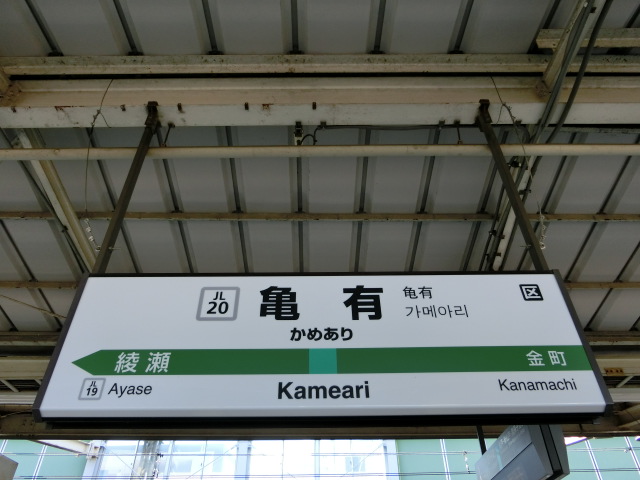 JL
20
亀有
亀有
가메아리
区
かめあり
綾瀬
金町
JL
19
Ayase
Kameari
Kanamachi